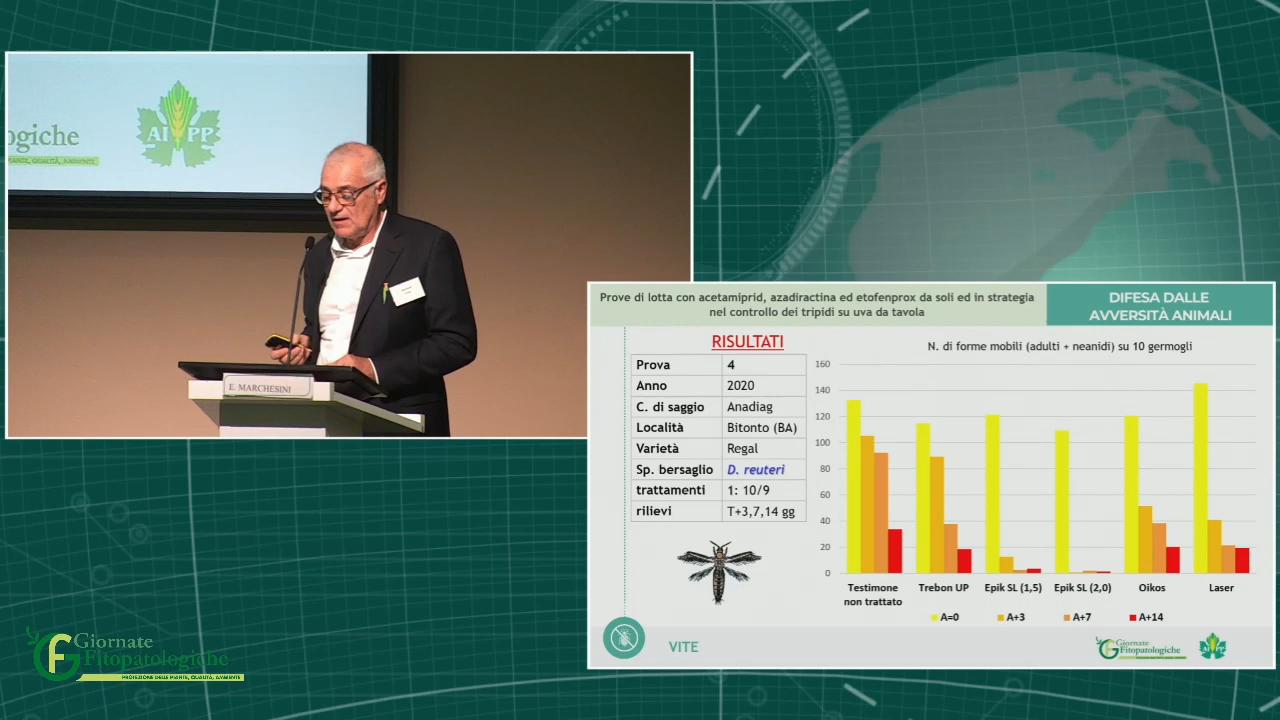 ogiche
PIANTE, QUALITÀ, AMBIENTE
AI PP
E. MARCHESINI
Prove di lotta con acetamiprid, azadiractina ed etofenprox da soli ed in strategia
nel controllo dei tripidi su uva da tavola
DIFESA DALLE
AVVERSITÀ ANIMALI
RISULTATI
Prova 4
Anno 2020
C. di saggio Anadiag
Località Bitonto (BA)
Varietà Regal
Sp. bersaglio D. reuteri
trattamenti 1: 10/9
rilievi T+3,7,14 gg
N. di forme mobili (adulti + neanidi) su 10 germogli
160
140
120
100
80
60
40
20
0
Testimone
non trattato
Trebon UP
Epik SL (1,5)
Epik SL (2,0)
Oikos
Laser
A=0
A+3
A+7
A+14
VITE
Giornate
Fitopatologiche
Giornate
Fitopatologiche
PROTEZIONE DELLE PIANTE, QUALITÀ, AMBIENTE